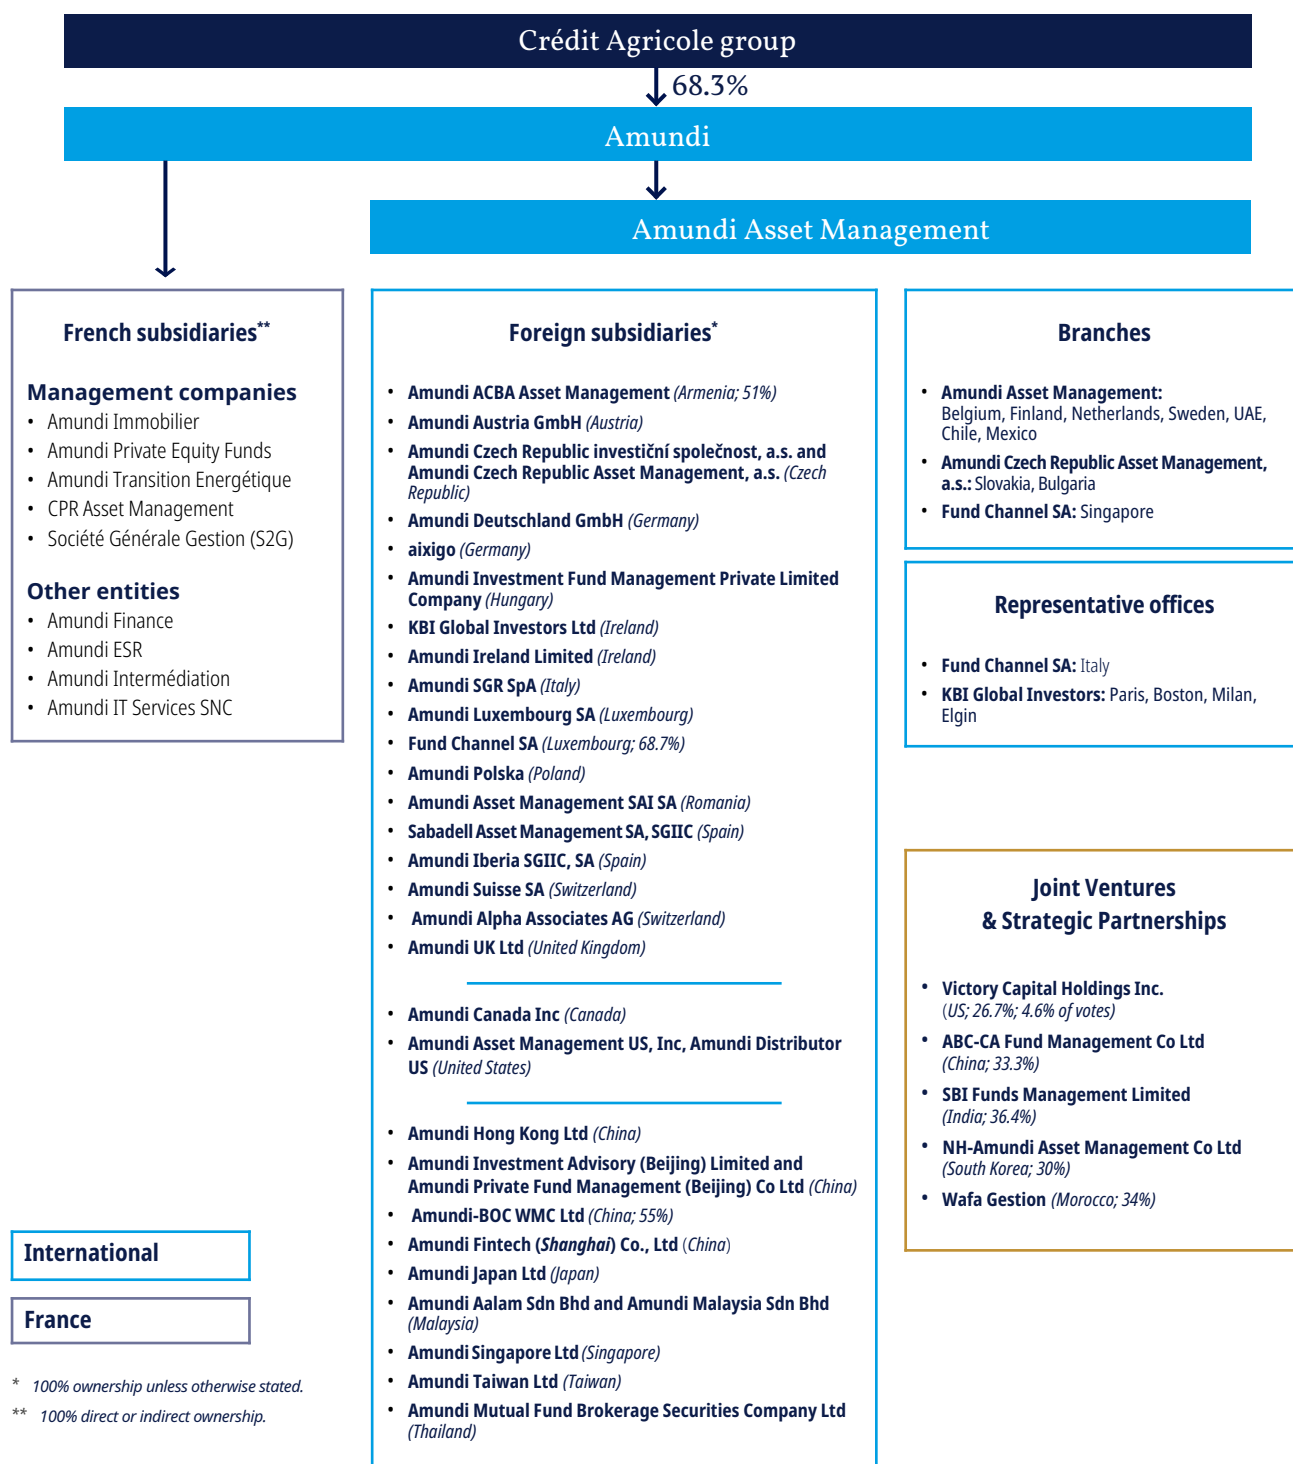 Crédit Agricole group
68.3%
Amundi
Amundi Asset Management
French subsidiaries**
Management companies
• Amundi Immobilier
• Amundi Private Equity Funds
• Amundi Transition Energétique
• CPR Asset Management
• Société Générale Gestion (S2G)
Other entities
• Amundi Finance
• Amundi ESR
• Amundi Intermédiation
• Amundi IT Services SNC
Foreign subsidiaries*
• Amundi ACBA Asset Management (Armenia; 51%)
• Amundi Austria GmbH (Austria)
• Amundi Czech Republic investiční společnost, a.s. and
Amundi Czech Republic Asset Management, a.s. (Czech
Republic)
• Amundi Deutschland GmbH (Germany)
• aixigo (Germany)
• Amundi Investment Fund Management Private Limited
Company (Hungary)
• KBI Global Investors Ltd (Ireland)
• Amundi Ireland Limited (Ireland)
• Amundi SGR SpA (Italy)
• Amundi Luxembourg SA (Luxembourg)
• Fund Channel SA (Luxembourg; 68.7%)
• Amundi Polska (Poland)
• Amundi Asset Management SAI SA (Romania)
• Sabadell Asset Management SA, SGIIC (Spain)
• Amundi Iberia SGIIC, SA (Spain)
• Amundi Suisse SA (Switzerland)
• Amundi Alpha Associates AG (Switzerland)
• Amundi UK Ltd (United Kingdom)
• Amundi Canada Inc (Canada)
• Amundi Asset Management US, Inc, Amundi Distributor
US (United States)
• Amundi Hong Kong Ltd (China)
• Amundi Investment Advisory (Beijing) Limited and
Amundi Private Fund Management (Beijing) Co Ltd (China)
• Amundi-BOC WMC Ltd (China; 55%)
• Amundi Fintech (Shanghai) Co., Ltd (China)
• Amundi Japan Ltd (Japan)
• Amundi Aalam Sdn Bhd and Amundi Malaysia Sdn Bhd
(Malaysia)
• Amundi Singapore Ltd (Singapore)
• Amundi Taiwan Ltd (Taiwan)
• Amundi Mutual Fund Brokerage Securities Company Ltd
(Thailand)
Branches
• Amundi Asset Management:
Belgium, Finland, Netherlands, Sweden, UAE,
Chile, Mexico
• Amundi Czech Republic Asset Management,
a.s.: Slovakia, Bulgaria
• Fund Channel SA: Singapore
Representative offices
• Fund Channel SA: Italy
• KBI Global Investors: Paris, Boston, Milan,
Elgin
Joint Ventures
& Strategic Partnerships
• Victory Capital Holdings Inc.
(US; 26.7%; 4.6% of votes)
• ABC-CA Fund Management Co Ltd
(China; 33.3%)
• SBI Funds Management Limited
(India; 36.4%)
• NH-Amundi Asset Management Co Ltd
(South Korea; 30%)
• Wafa Gestion (Morocco; 34%)
International
France
* 100% ownership unless otherwise stated.
** 100% direct or indirect ownership.